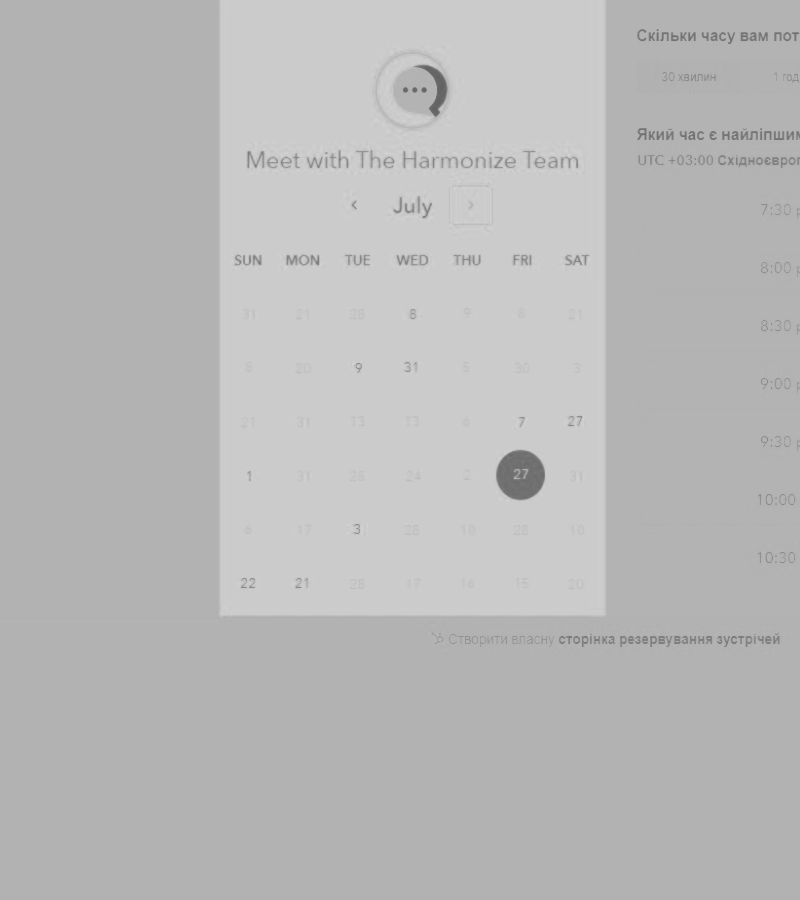 Meet with The Harmonize Team
July
SUN MON TUE WED THU FRI SAT
31 21 28 8 9 8 21
8 20 9 31 5 30 3
21 31 13 13 6 7 27
1 31 25 24 2 27 31
6 17 3 28 10 28 19
22 21 28 17 16 15 20
Скільки часу вам пот
30 хвилин 1 год
Який час є найліпшим
UTC +03:00 Східноєвроп
7:30 р
8:00 р
8:30 р
9:00 р
9:30 р
10:00
10:30
Створити власну сторінка резервування зустрічей